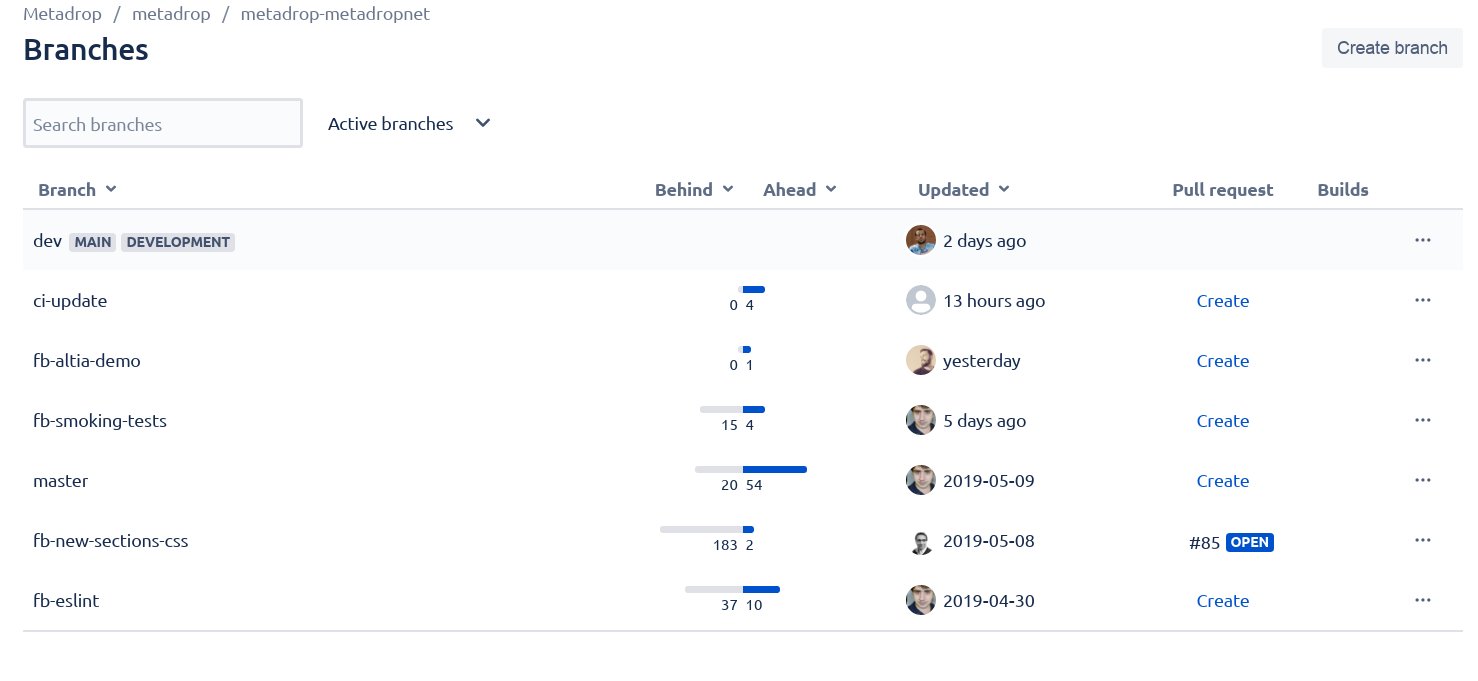 Metadrop / metadrop / metadrop-metadropnet
Branches
Create branch
Search branches
Active branches
Branch Behind Ahead Updated Pull request Builds
dev MAIN DEVELOPMENT 2 days ago ...
ci-update 0 4 13 hours ago Create ...
fb-altia-demo 0 1 yesterday Create ...
fb-smoking-tests 15 4 5 days ago Create ...
master 20 54 2019-05-09 Create ...
fb-new-sections-css 183 2 2019-05-08 #85 OPEN ...
fb-eslint 37 10 2019-04-30 Create ...